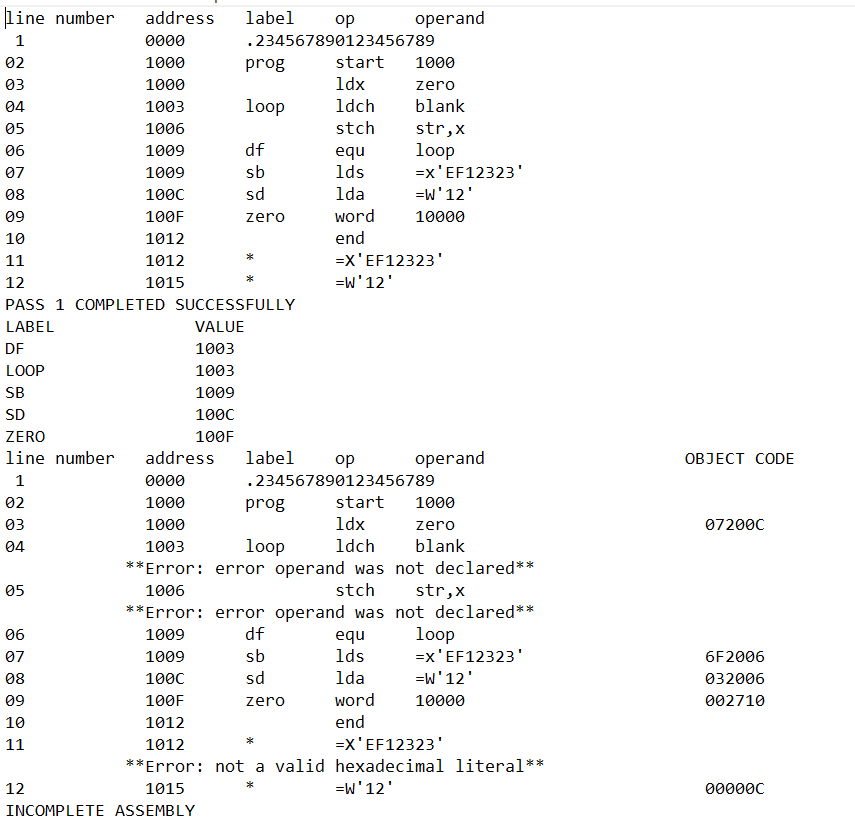 line number   address   label    op      operand
 1            0000      .234567890123456789
02            1000      prog     start   1000
03            1000               ldx     zero
04            1003      loop     ldch    blank
05            1006               stch    str,x
06            1009      df       equ     loop
07            1009      sb       lds     =x'EF12323'
08            100C      sd       lda     =W'12'
09            100F      zero     word    10000
10            1012               end
11            1012      *        =X'EF12323'
12            1015      *        =W'12'
PASS 1 COMPLETED SUCCESSFULLY
LABEL              VALUE
DF                 1003
LOOP               1003
SB                 1009
SD                 100C
ZERO               100F
line number   address   label    op      operand                    OBJECT CODE
 1            0000      .234567890123456789
02            1000      prog     start   1000
03            1000               ldx     zero                         07200C
04            1003      loop     ldch    blank
            **Error: error operand was not declared**
05            1006               stch    str,x
            **Error: error operand was not declared**
06            1009      df       equ     loop
07            1009      sb       lds     =x'EF12323'                  6F2006
08            100C      sd       lda     =W'12'                       032006
09            100F      zero     word    10000                        002710
10            1012               end
11            1012      *        =X'EF12323'
            **Error: not a valid hexadecimal literal**
12            1015      *        =W'12'                               00000C
INCOMPLETE ASSEMBLY